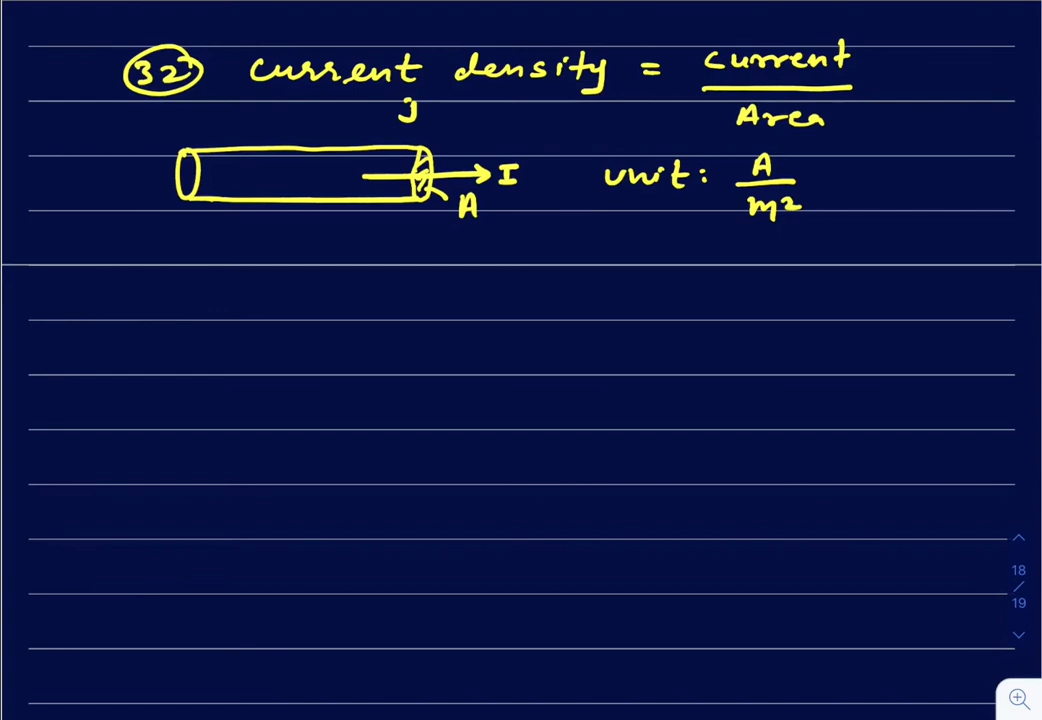 32 current density = current / Area
j
I
A
unit: A / m²
18
/
19